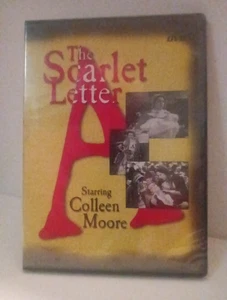 The
Scarlet
Letter
A
Starring
Colleen
Moore